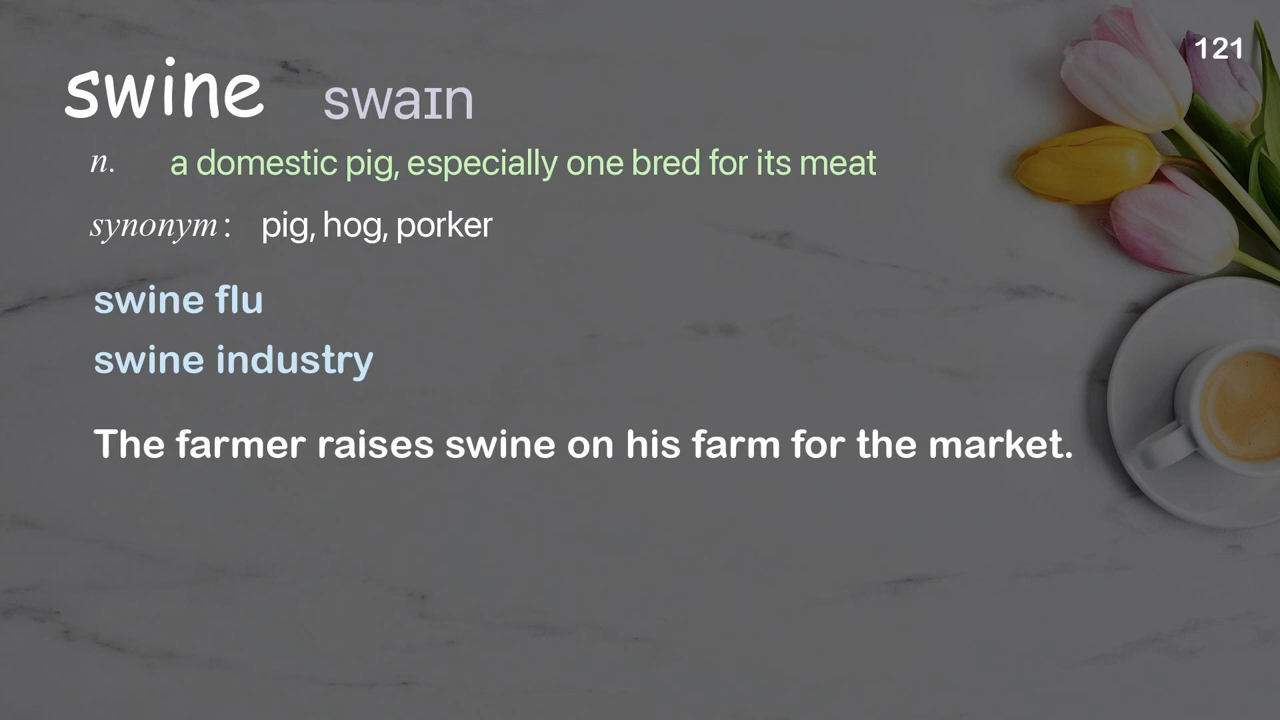 121
swine swaɪn
n. a domestic pig, especially one bred for its meat
synonym: pig, hog, porker
swine flu
swine industry
The farmer raises swine on his farm for the market.